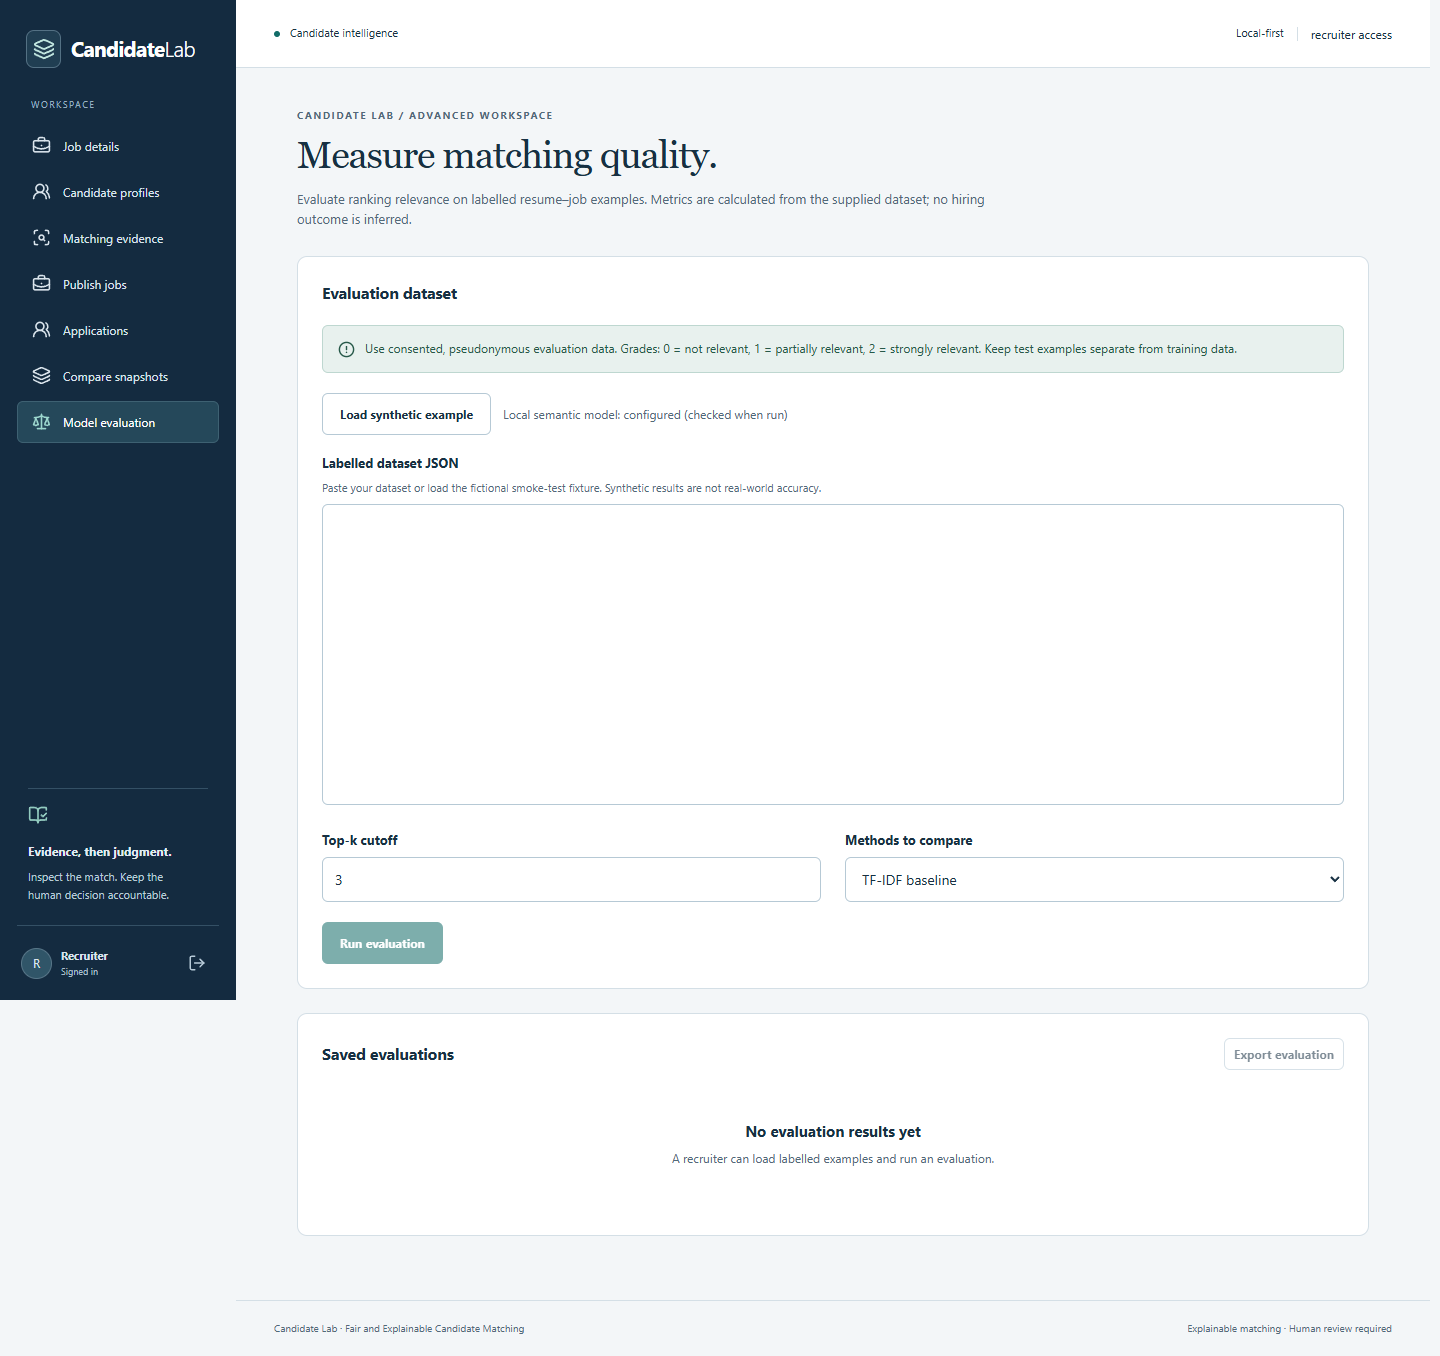 CandidateLab
WORKSPACE
Job details
Candidate profiles
Matching evidence
Publish jobs
Applications
Compare snapshots
Model evaluation
Evidence, then judgment.
Inspect the match. Keep the
human decision accountable.
R
Recruiter
Signed in
Candidate intelligence
Local-first
recruiter access
CANDIDATE LAB / ADVANCED WORKSPACE
Measure matching quality.
Evaluate ranking relevance on labelled resume–job examples. Metrics are calculated from the supplied dataset; no hiring
outcome is inferred.
Evaluation dataset
Use consented, pseudonymous evaluation data. Grades: 0 = not relevant, 1 = partially relevant, 2 = strongly relevant. Keep test examples separate from training data.
Load synthetic example
Local semantic model: configured (checked when run)
Labelled dataset JSON
Paste your dataset or load the fictional smoke-test fixture. Synthetic results are not real-world accuracy.
Top-k cutoff
Methods to compare
3
TF-IDF baseline
Run evaluation
Saved evaluations
Export evaluation
No evaluation results yet
A recruiter can load labelled examples and run an evaluation.
Candidate Lab · Fair and Explainable Candidate Matching
Explainable matching · Human review required